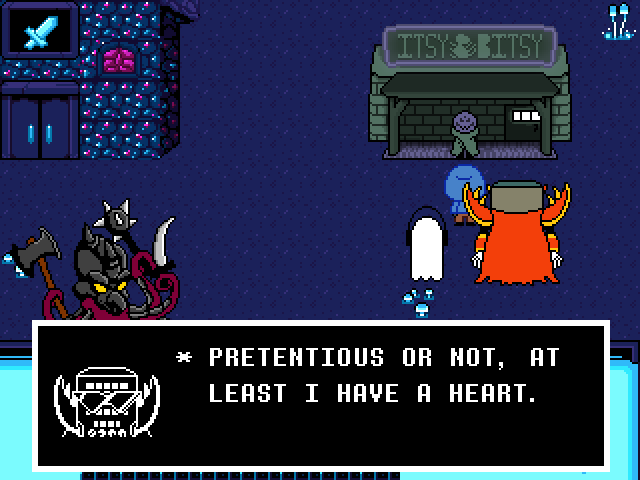 ITSY BITSY
* PRETENTIOUS OR NOT, AT
LEAST I HAVE A HEART.